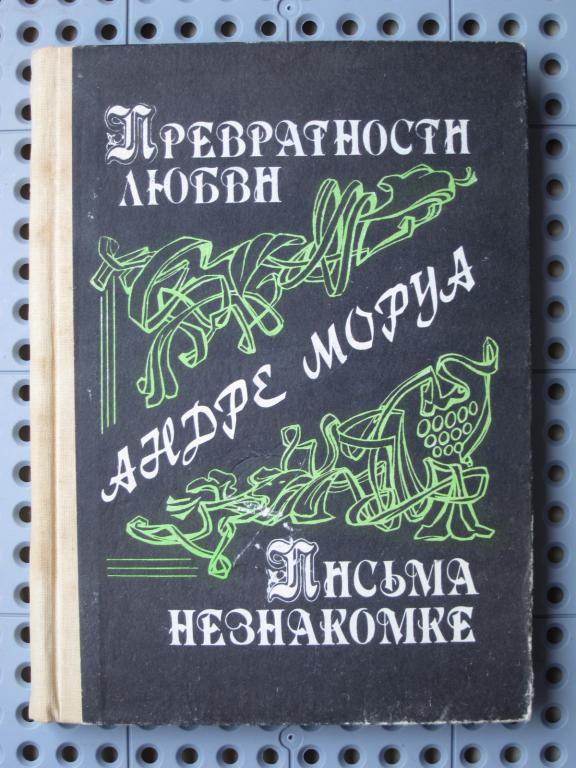 Превратности
любви
Андре Моруа
Письма
незнакомке